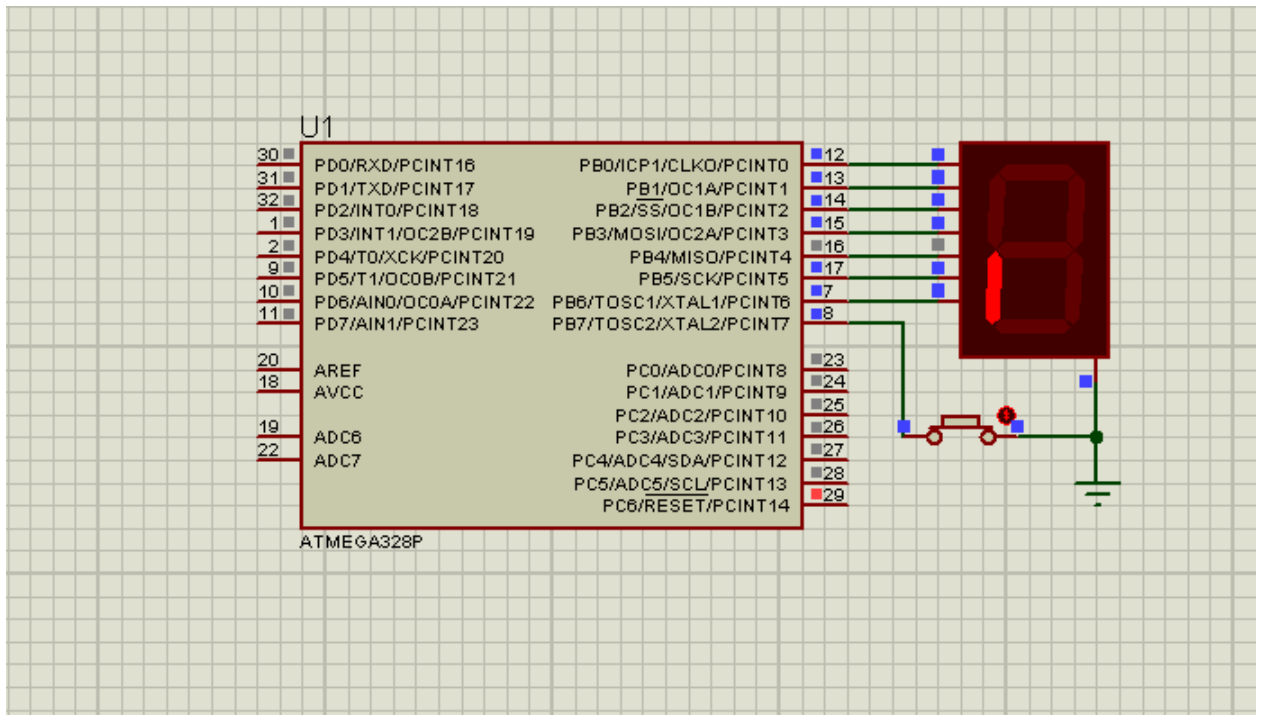 U1
30 PD0/RXD/PCINT16 PB0/ICP1/CLKO/PCINT0 12
31 PD1/TXD/PCINT17 PB1/OC1A/PCINT1 13
32 PD2/INT0/PCINT18 PB2/SS/OC1B/PCINT2 14
1 PD3/INT1/OC2B/PCINT19 PB3/MOSI/OC2A/PCINT3 15
2 PD4/T0/XCK/PCINT20 PB4/MISO/PCINT4 16
9 PD5/T1/OC0B/PCINT21 PB5/SCK/PCINT5 17
10 PD6/AIN0/OC0A/PCINT22 PB6/TOSC1/XTAL1/PCINT6 7
11 PD7/AIN1/PCINT23 PB7/TOSC2/XTAL2/PCINT7 8
20 AREF PC0/ADC0/PCINT8 23
18 AVCC PC1/ADC1/PCINT9 24
PC2/ADC2/PCINT10 25
19 ADC6 PC3/ADC3/PCINT11 26
22 ADC7 PC4/ADC4/SDA/PCINT12 27
PC5/ADC5/SCL/PCINT13 28
PC6/RESET/PCINT14 29
ATMEGA328P